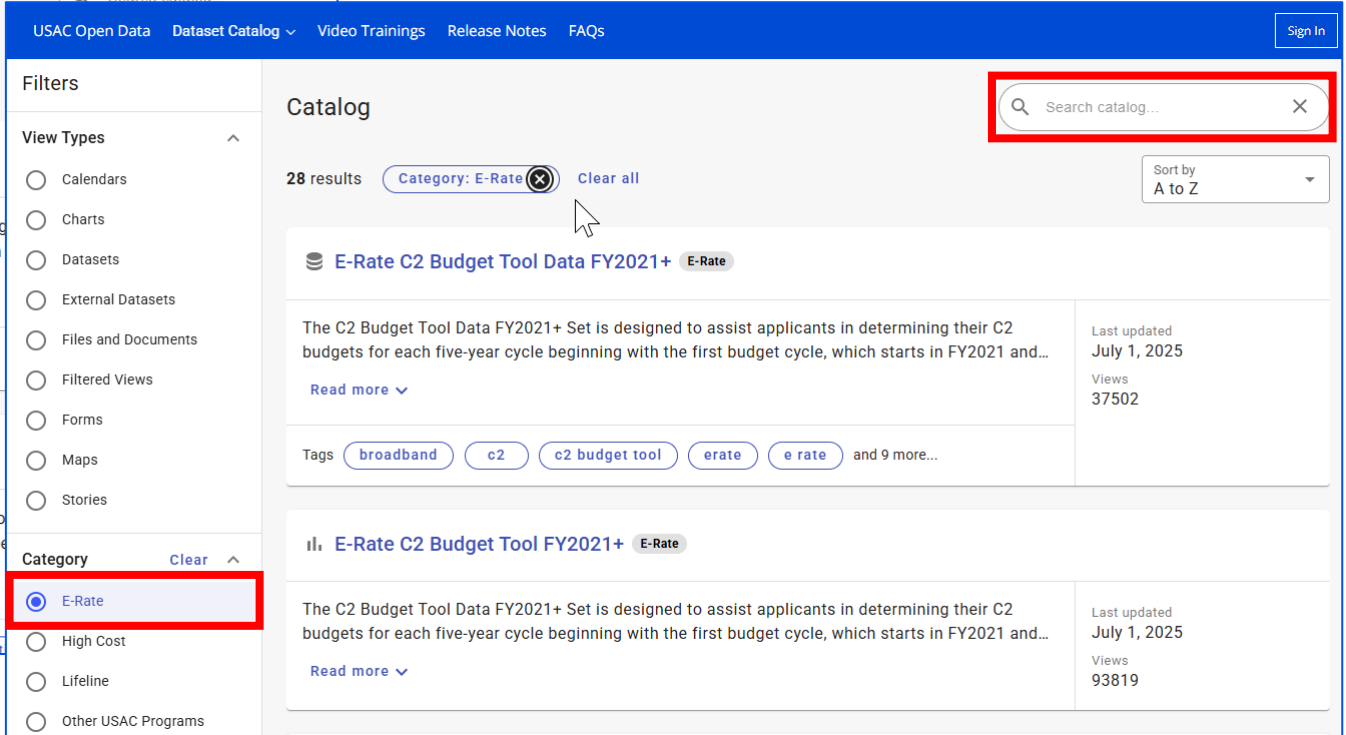 USAC Open Data Dataset Catalog Video Trainings Release Notes FAQs Sign In
Filters
View Types
Calendars
Charts
Datasets
External Datasets
Files and Documents
Filtered Views
Forms
Maps
Stories
Category Clear
E-Rate
High Cost
Lifeline
Other USAC Programs
Catalog
Search catalog...
28 results Category: E-Rate Clear all
Sort by
A to Z
E-Rate C2 Budget Tool Data FY2021+ E-Rate
The C2 Budget Tool Data FY2021+ Set is designed to assist applicants in determining their C2
budgets for each five-year cycle beginning with the first budget cycle, which starts in FY2021 and...
Read more
Last updated
July 1, 2025
Views
37502
Tags broadband c2 c2 budget tool erate e rate and 9 more...
E-Rate C2 Budget Tool FY2021+ E-Rate
The C2 Budget Tool Data FY2021+ Set is designed to assist applicants in determining their C2
budgets for each five-year cycle beginning with the first budget cycle, which starts in FY2021 and...
Read more
Last updated
July 1, 2025
Views
93819